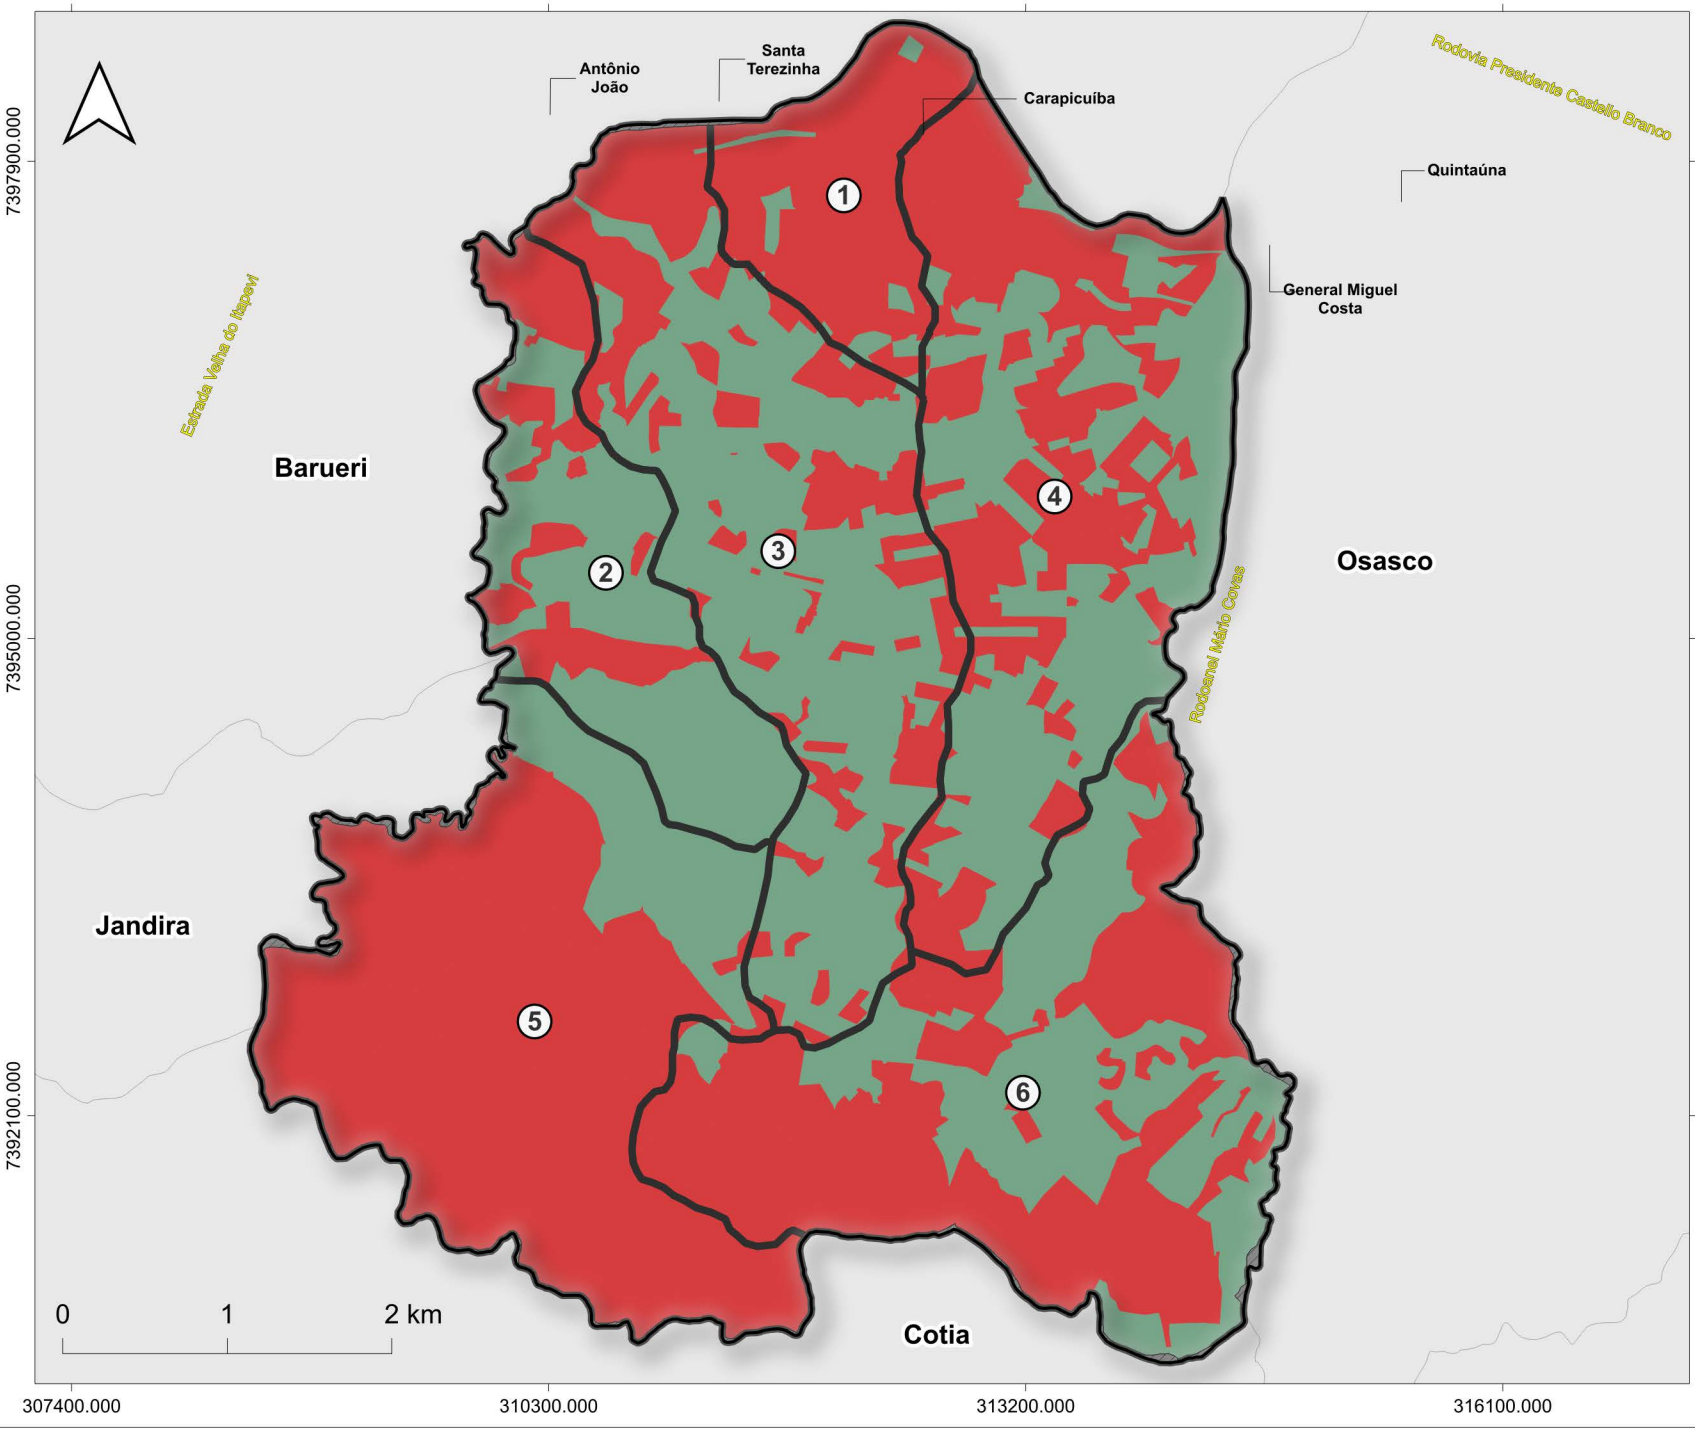 Santa
Terezinha
Antônio
João
Carapicuíba
Rodovia Presidente Castello Branco
Quintaúna
7397900.000
1
General Miguel
Costa
Estrada Velha do Itapevi
Barueri
4
3
2
Osasco
7395000.000
Rodoanel Mário Covas
Jandira
5
6
7392100.000
0 1 2 km
Cotia
307400.000 310300.000 313200.000 316100.000